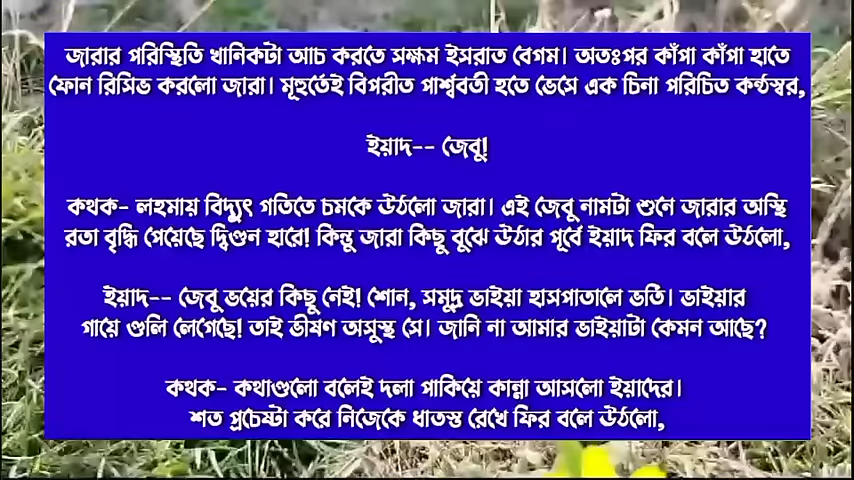 জারার পরিস্থিতি খানিকটা আচ করতে সক্ষম ইসরাত বেগম। অতঃপর কাঁপা কাঁপা হাতে
ফোন রিসিভ করলো জারা। মূহুর্তেই বিপরীত পার্শ্ববর্তী হতে ভেসে এক চিনা পরিচিত কন্ঠস্বর,
ইয়াদ-- জেবু!
কথক- লহমায় বিদ্যুৎ গতিতে চমকে উঠলো জারা। এই জেবু নামটা শুনে জারার অস্থি
রতা বৃদ্ধি পেয়েছে দ্বিগুন হারে! কিন্তু জারা কিছু বুঝে উঠার পূর্বে ইয়াদ ফির বলে উঠলো,
ইয়াদ-- জেবু ভয়ের কিছু নেই! শোন, সমুদ্র ভাইয়া হাসপাতালে ভর্তি। ভাইয়ার
গায়ে গুলি লেগেছে! তাই ভীষণ অসুস্থ সে। জানি না আমার ভাইয়াটা কেমন আছে?
কথক- কথাগুলো বলেই দলা পাকিয়ে কান্না আসলো ইয়াদের।
শত প্রচেষ্টা করে নিজেকে ধাতস্ত রেখে ফির বলে উঠলো,